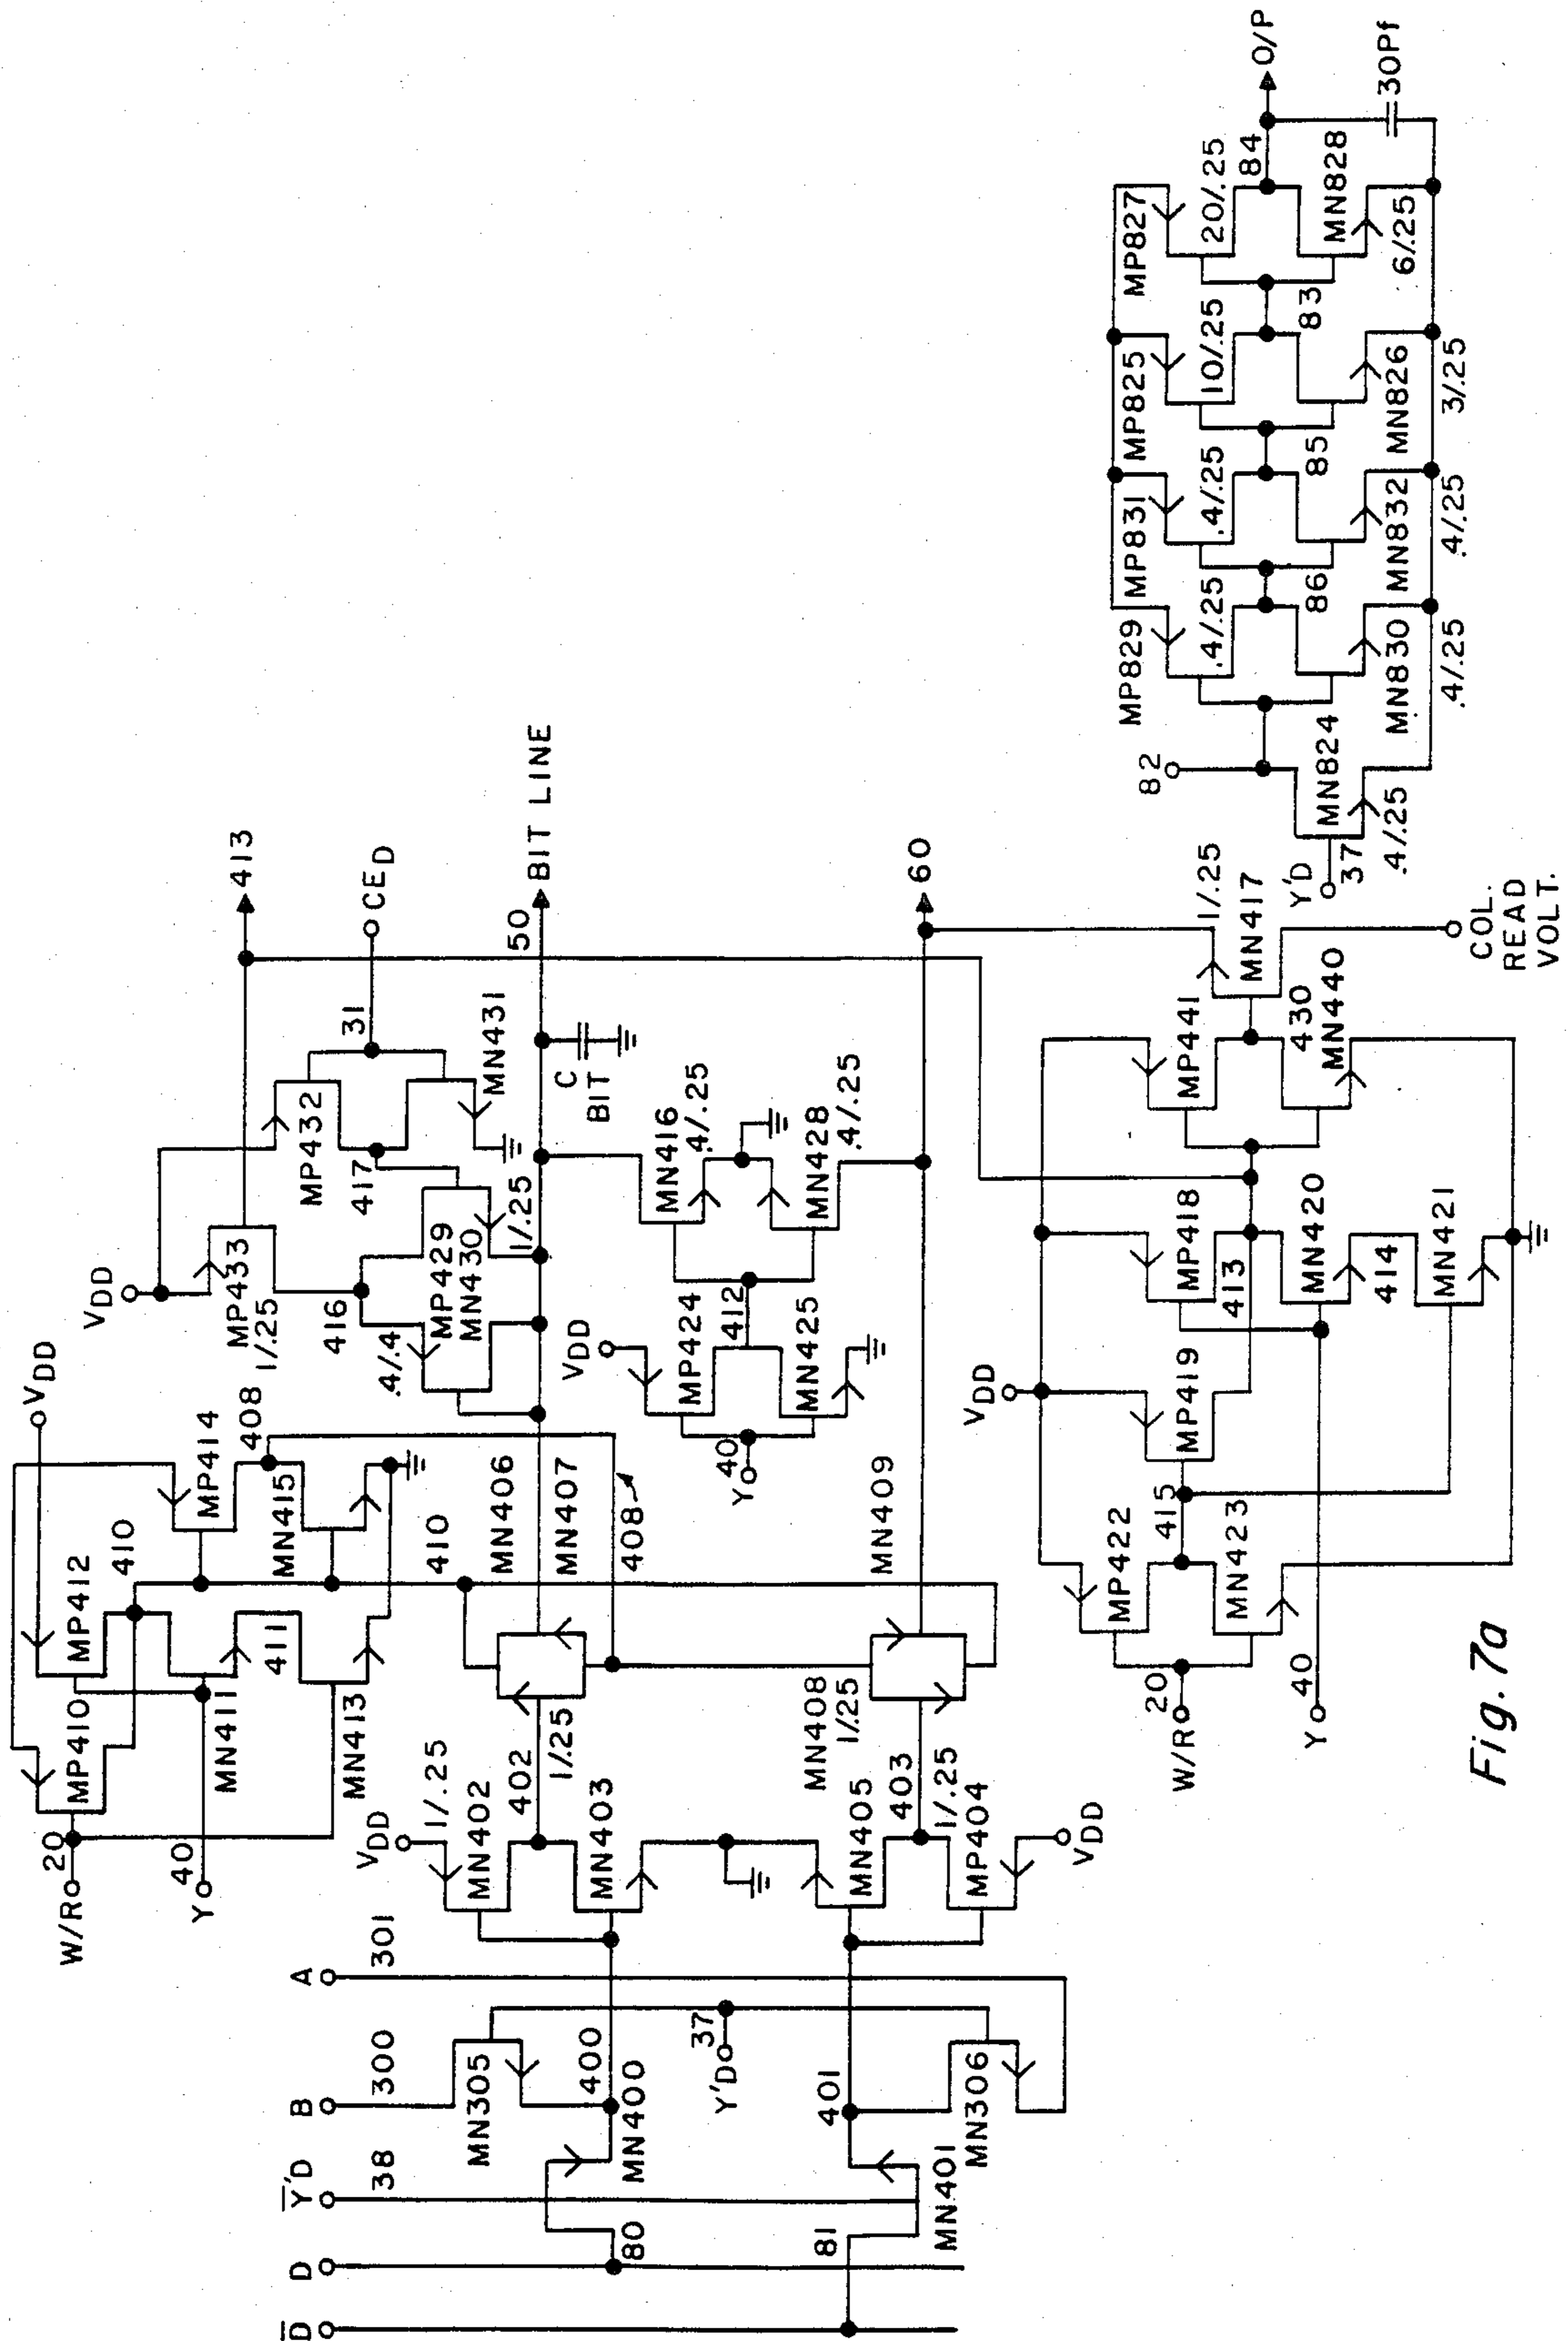 VDD
MP412
410
MP410
MN411
411
MN413
MP414
408
MN415
W/R
20
Y
40
VDD
MP433
1/.25
413
MP432
31
CED
417
MN431
416
MP429
MN430
.4/.4
1/.25
50
BIT LINE
C
BIT
410
MN406
MN407
408
402
1/.25
VDD
1/.25
MN402
MN403
VDD
MP424
412
MN425
Y
40
MN416
.4/.25
MN428
.4/.25
60
MN409
MN408
1/.25
403
MN405
1/.25
MP404
VDD
A
301
B
300
MN305
400
MN400
Y'D
37
Y'D
38
401
MN306
MN401
D
80
81
D
VDD
MP422
415
MN423
W/R
20
Y
40
MP419
MP418
413
MN420
414
MN421
MP441
430
MN440
1/.25
MN417
COL.
READ
VOLT.
82
Y'D
37
MN824
.4/.25
MP829
.4/.25
86
MN830
.4/.25
MP831
.4/.25
85
MN832
.4/.25
MP825
10/.25
83
MN826
3/.25
MP827
20/.25
84
MN828
6/.25
O/P
30Pf
Fig. 7a